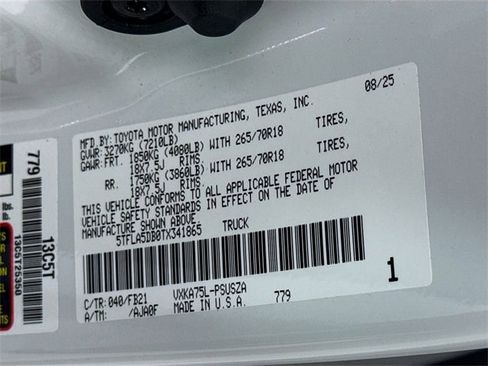 08/25
MFD. BY: TOYOTA MOTOR MANUFACTURING, TEXAS, INC.
GVWR: 3270KG (7210LB)
GAWR: FRT. 1850KG (4080LB) WITH 265/70R18 TIRES,
18X7.5J RIMS.
RR. 1750KG (3860LB) WITH 265/70R18 TIRES,
18X7.5J RIMS.
THIS VEHICLE CONFORMS TO ALL APPLICABLE FEDERAL MOTOR
VEHICLE SAFETY STANDARDS IN EFFECT ON THE DATE OF
MANUFACTURE SHOWN ABOVE.
5TFLA5DB0TX341865 TRUCK
C/TR: 040/FB21 VXKA75L-PSUSZA
A/TM: /AJA0F MADE IN U.S.A. 779
1
779
13C5T
13C5T25360